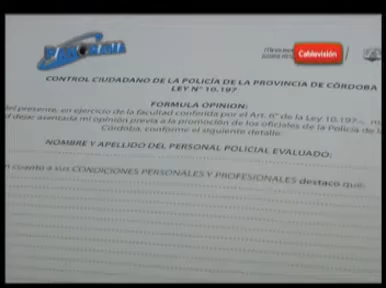 PANORAMA
Cablevisión
CONTROL CIUDADANO DE LA POLICÍA DE LA PROVINCIA DE CÓRDOBA
LEY N° 10.197
FORMULA OPINION:
del presente, en ejercicio de la facultad conferida por el Art. 6° de la Ley 10.197
dejar asentada mi opinión previa a la promoción de los oficiales de la Policía de la
Córdoba, conforme el siguiente detalle:
NOMBRE Y APELLIDO DEL PERSONAL POLICIAL EVALUADO:
en cuanto a sus CONDICIONES PERSONALES Y PROFESIONALES destaco que: